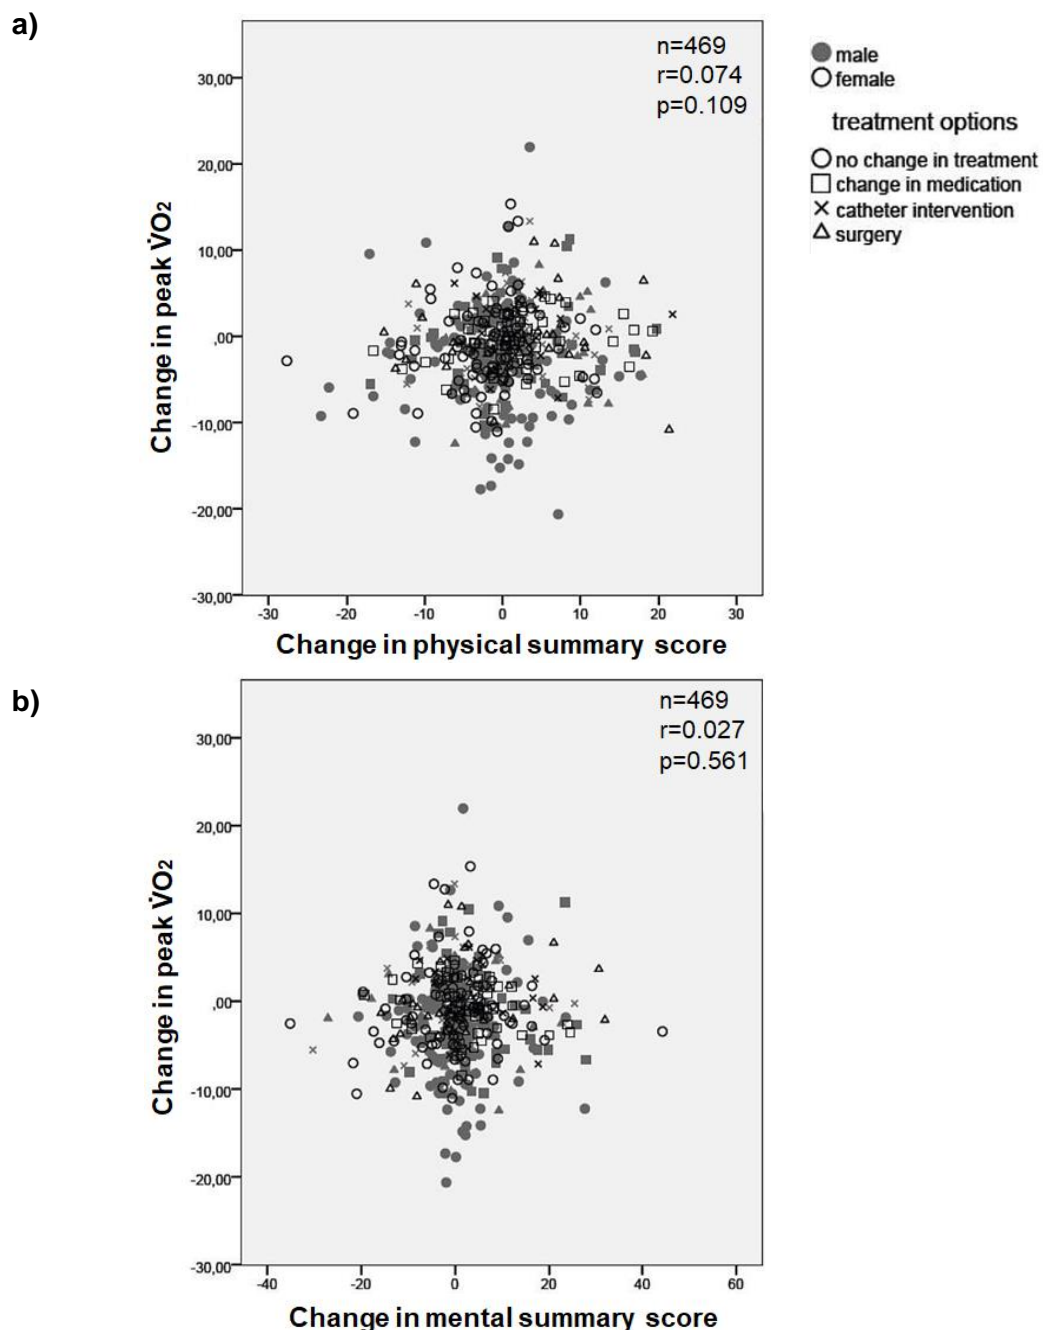 a)
n=469
r=0.074
p=0.109
male
female
treatment options
no change in treatment
change in medication
catheter intervention
surgery
Change in peak V̇O2
30,00
20,00
10,00
,00
-10,00
-20,00
-30,00
-30 -20 -10 0 10 20 30
Change in physical summary score
b)
n=469
r=0.027
p=0.561
Change in peak V̇O2
30,00
20,00
10,00
,00
-10,00
-20,00
-30,00
-40 -20 0 20 40 60
Change in mental summary score